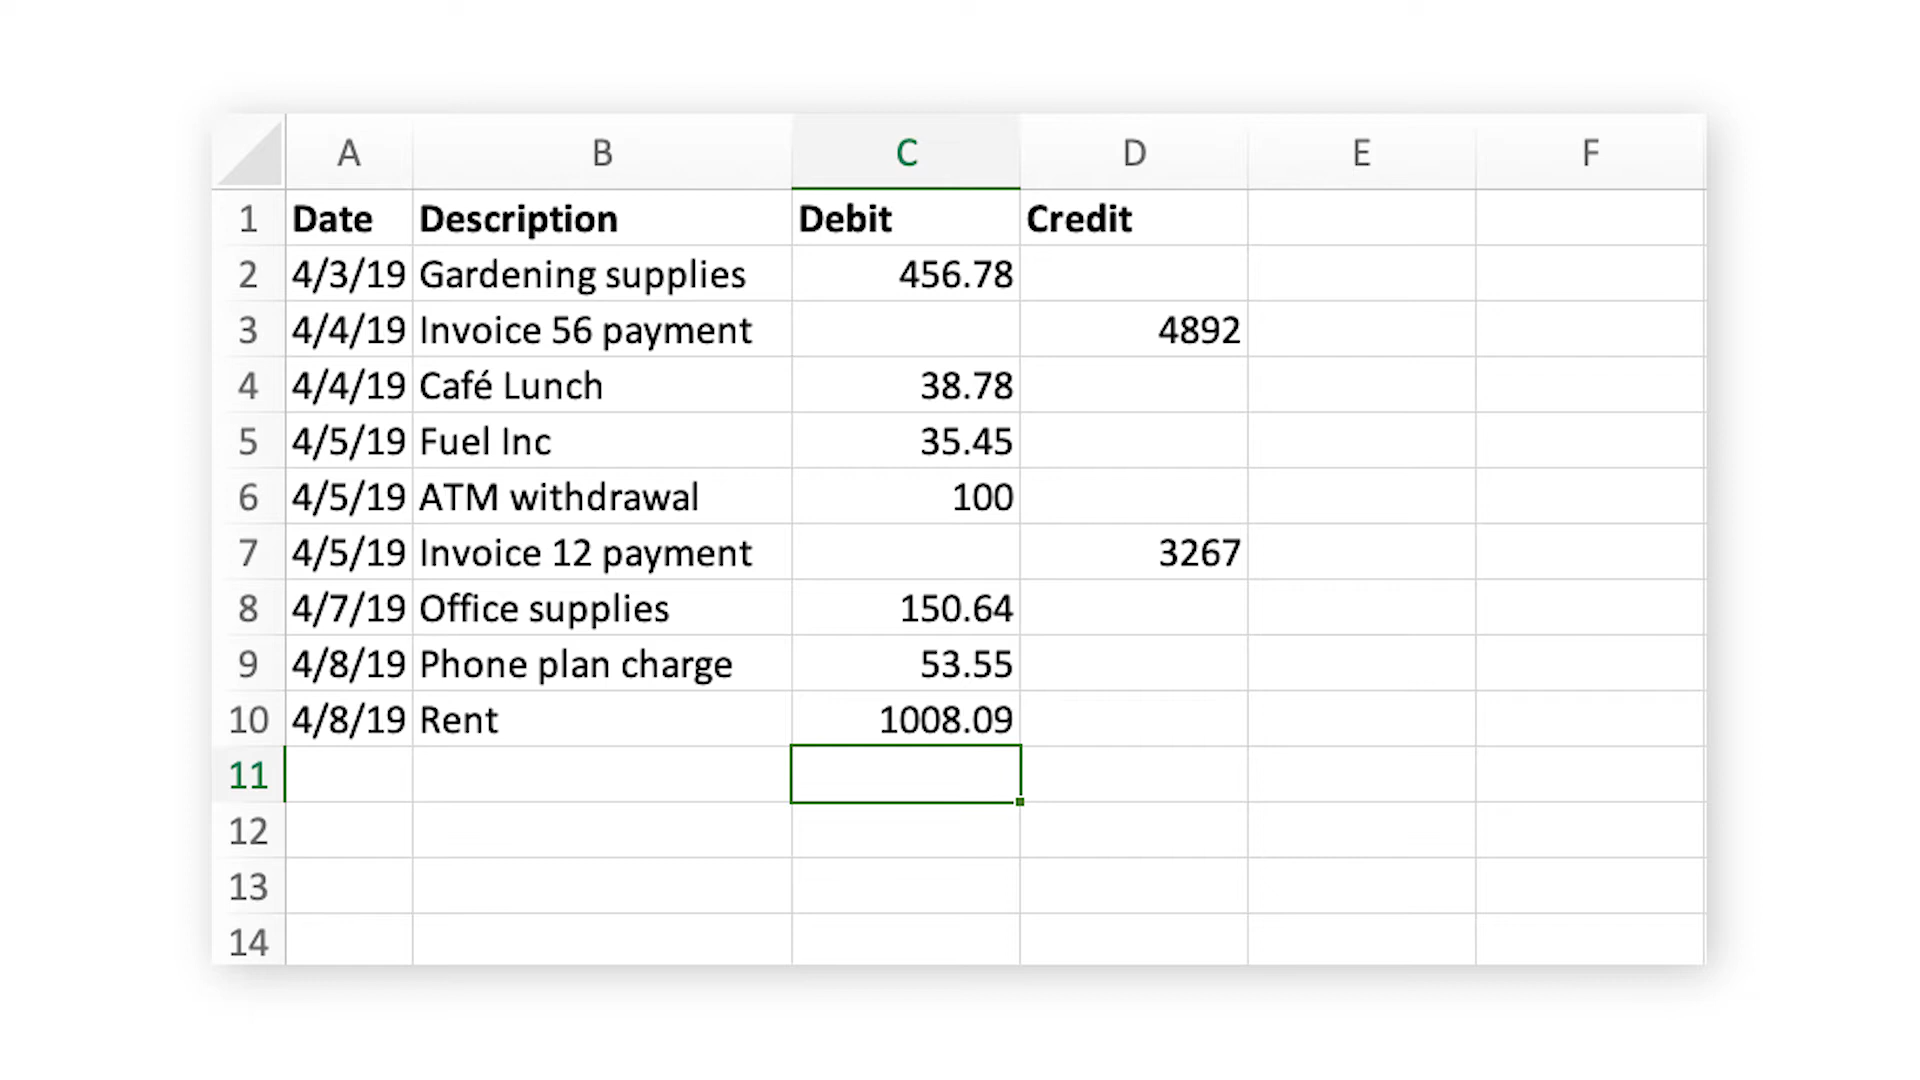 A B C D E F
1 Date Description Debit Credit
2 4/3/19 Gardening supplies 456.78
3 4/4/19 Invoice 56 payment 4892
4 4/4/19 Café Lunch 38.78
5 4/5/19 Fuel Inc 35.45
6 4/5/19 ATM withdrawal 100
7 4/5/19 Invoice 12 payment 3267
8 4/7/19 Office supplies 150.64
9 4/8/19 Phone plan charge 53.55
10 4/8/19 Rent 1008.09
11
12
13
14